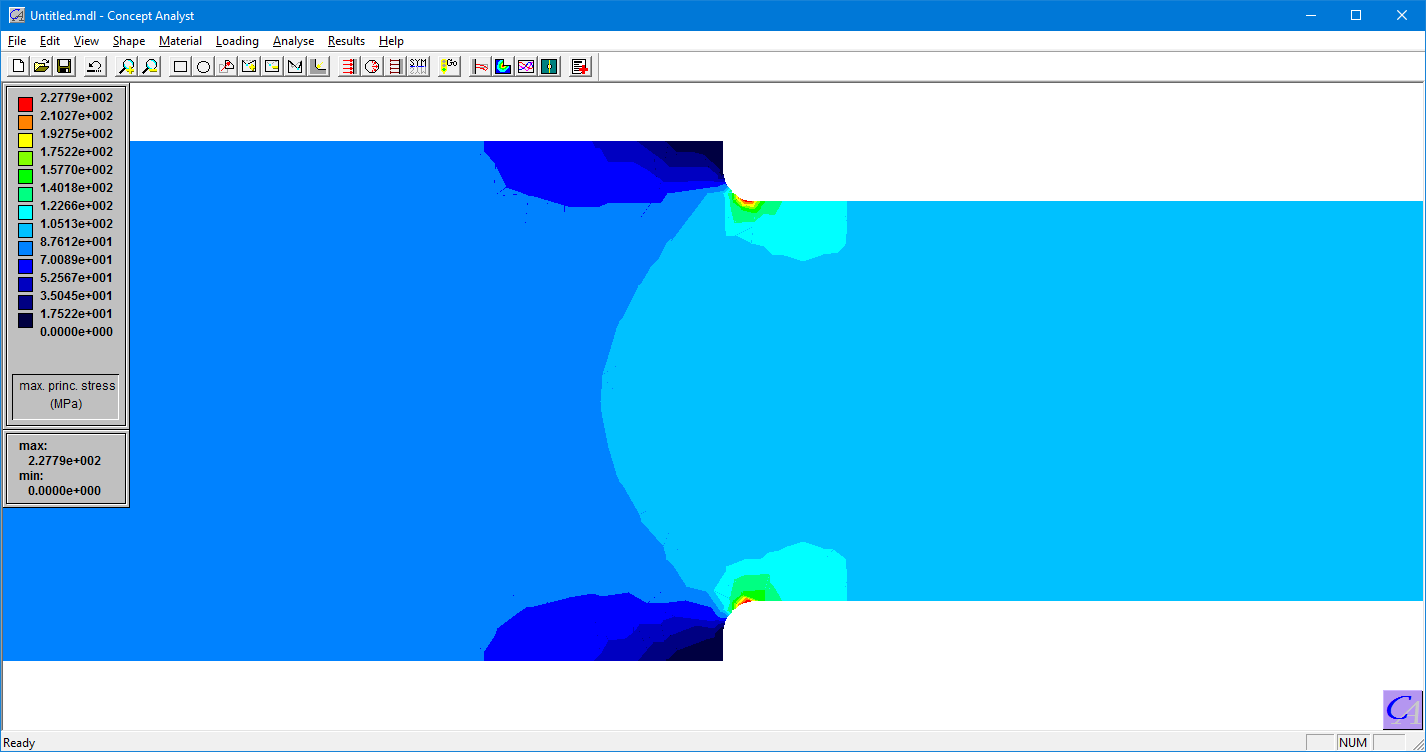 Untitled.mdl - Concept Analyst
File Edit View Shape Material Loading Analyse Results Help
Go
2.2779e+002
2.1027e+002
1.9275e+002
1.7522e+002
1.5770e+002
1.4018e+002
1.2266e+002
1.0513e+002
8.7612e+001
7.0089e+001
5.2567e+001
3.5045e+001
1.7522e+001
0.0000e+000
max. princ. stress
(MPa)
max:
2.2779e+002
min:
0.0000e+000
CA
Ready
NUM